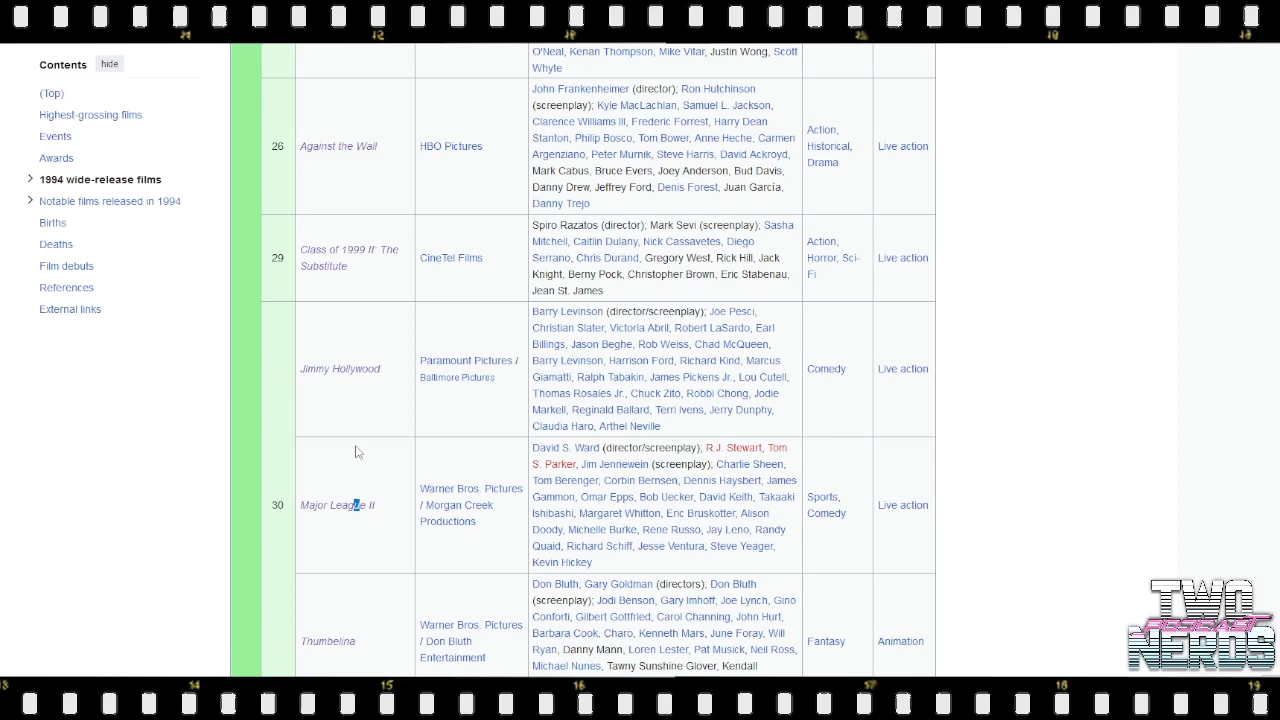 21 12 19 21 18 17
Contents hide
(Top)
Highest-grossing films
Events
Awards
1994 wide-release films
Notable films released in 1994
Births
Deaths
Film debuts
References
External links
O'Neal, Kenan Thompson, Mike Vitar, Justin Wong, Scott
Whyte
26
Against the Wall
HBO Pictures
John Frankenheimer (director); Ron Hutchinson
(screenplay); Kyle MacLachlan, Samuel L. Jackson,
Clarence Williams III, Frederic Forrest, Harry Dean
Stanton, Philip Bosco, Tom Bower, Anne Heche, Carmen
Argenziano, Peter Murnik, Steve Harris, David Ackroyd,
Mark Cabus, Bruce Evers, Joey Anderson, Bud Davis,
Danny Drew, Jeffrey Ford, Denis Forest, Juan Garcia,
Danny Trejo
Action,
Historical,
Drama
Live action
29
Class of 1999 II: The
Substitute
CineTel Films
Spiro Razatos (director); Mark Sevi (screenplay); Sasha
Mitchell, Caitlin Dulany, Nick Cassavetes, Diego
Serrano, Chris Durand, Gregory West, Rick Hill, Jack
Knight, Berny Pock, Christopher Brown, Eric Stabenau,
Jean St. James
Action,
Horror, Sci-
Fi
Live action
Jimmy Hollywood
Paramount Pictures /
Baltimore Pictures
Barry Levinson (director/screenplay); Joe Pesci,
Christian Slater, Victoria Abril, Robert LaSardo, Earl
Billings, Jason Beghe, Rob Weiss, Chad McQueen,
Barry Levinson, Harrison Ford, Richard Kind, Marcus
Giamatti, Ralph Tabakin, James Pickens Jr., Lou Cutell,
Thomas Rosales Jr., Chuck Zito, Robbi Chong, Jodie
Markell, Reginald Ballard, Terri Ivens, Jerry Dunphy,
Claudia Haro, Arthel Neville
Comedy
Live action
30
Major League II
Warner Bros. Pictures
/ Morgan Creek
Productions
David S. Ward (director/screenplay); R.J. Stewart, Tom
S. Parker, Jim Jennewein (screenplay); Charlie Sheen,
Tom Berenger, Corbin Bernsen, Dennis Haysbert, James
Gammon, Omar Epps, Bob Uecker, David Keith, Takaaki
Ishibashi, Margaret Whitton, Eric Bruskotter, Alison
Doody, Michelle Burke, Rene Russo, Jay Leno, Randy
Quaid, Richard Schiff, Jesse Ventura, Steve Yeager,
Kevin Hickey
Sports,
Comedy
Live action
Thumbelina
Warner Bros. Pictures
/ Don Bluth
Entertainment
Don Bluth, Gary Goldman (directors); Don Bluth
(screenplay); Jodi Benson, Gary Imhoff, Joe Lynch, Gino
Conforti, Gilbert Gottfried, Carol Channing, John Hurt,
Barbara Cook, Charo, Kenneth Mars, June Foray, Will
Ryan, Danny Mann, Loren Lester, Pat Musick, Neil Ross,
Michael Nunes, Tawny Sunshine Glover, Kendall
Fantasy
Animation
TWO
NERDS
13 14 15 16 17 18 19